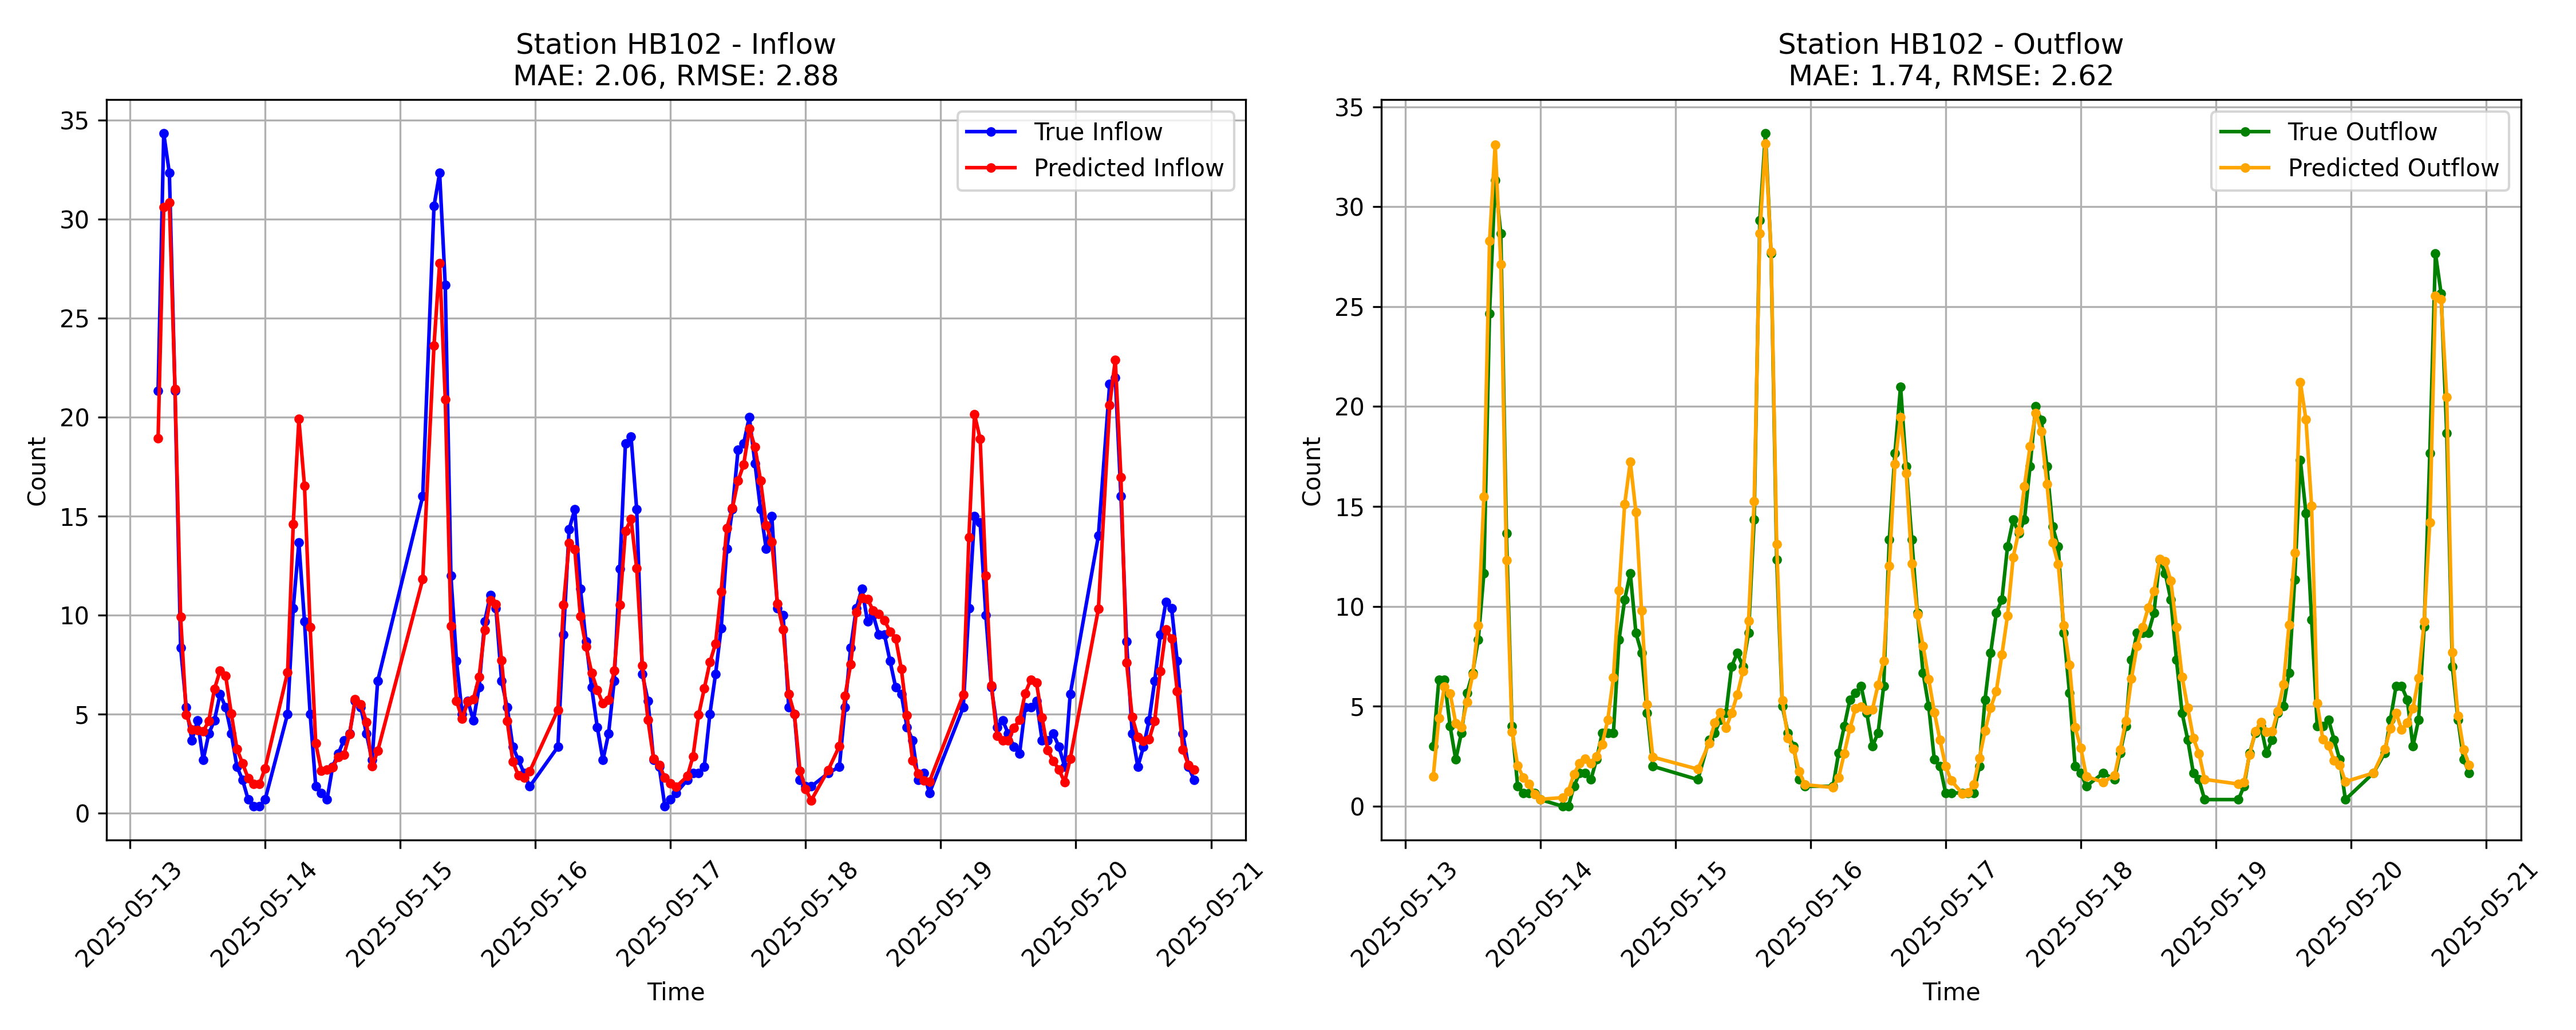 Station HB102 - Inflow
MAE: 2.06, RMSE: 2.88
True Inflow
Predicted Inflow
Count
35
30
25
20
15
10
5
0
2025-05-13
2025-05-14
2025-05-15
2025-05-16
2025-05-17
2025-05-18
2025-05-19
2025-05-20
2025-05-21
Time
Station HB102 - Outflow
MAE: 1.74, RMSE: 2.62
True Outflow
Predicted Outflow
Count
35
30
25
20
15
10
5
0
2025-05-13
2025-05-14
2025-05-15
2025-05-16
2025-05-17
2025-05-18
2025-05-19
2025-05-20
2025-05-21
Time